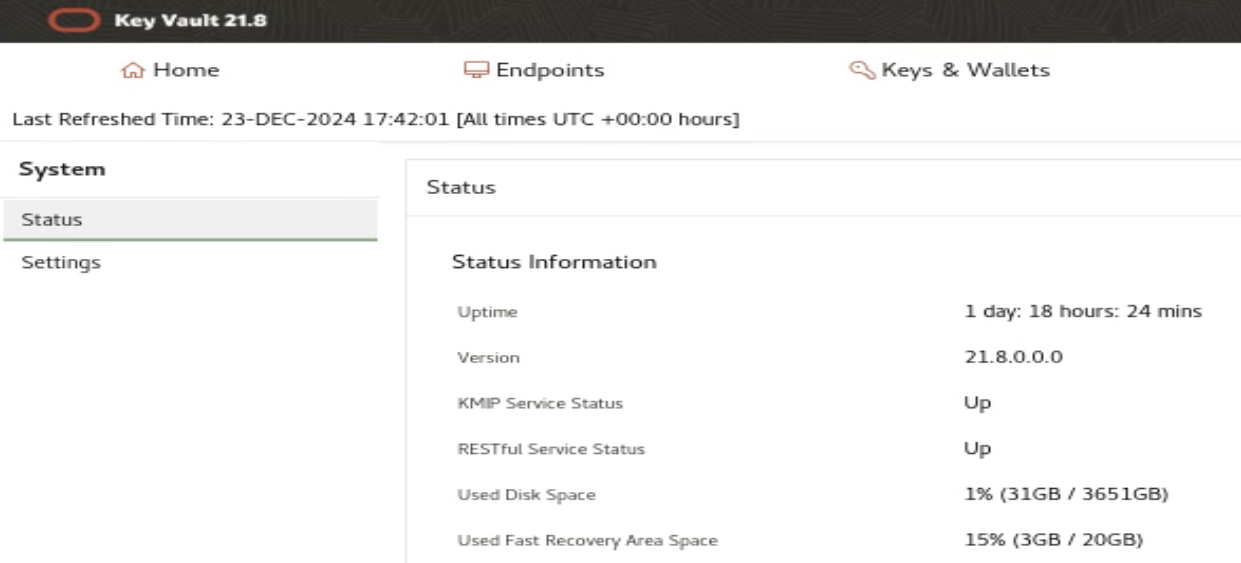 Key Vault 21.8
Home Endpoints Keys & Wallets
Last Refreshed Time: 23-DEC-2024 17:42:01 [All times UTC +00:00 hours]
System
Status
Settings
Status
Status Information
Uptime 1 day: 18 hours: 24 mins
Version 21.8.0.0.0
KMIP Service Status Up
RESTful Service Status Up
Used Disk Space 1% (31GB / 3651GB)
Used Fast Recovery Area Space 15% (3GB / 20GB)